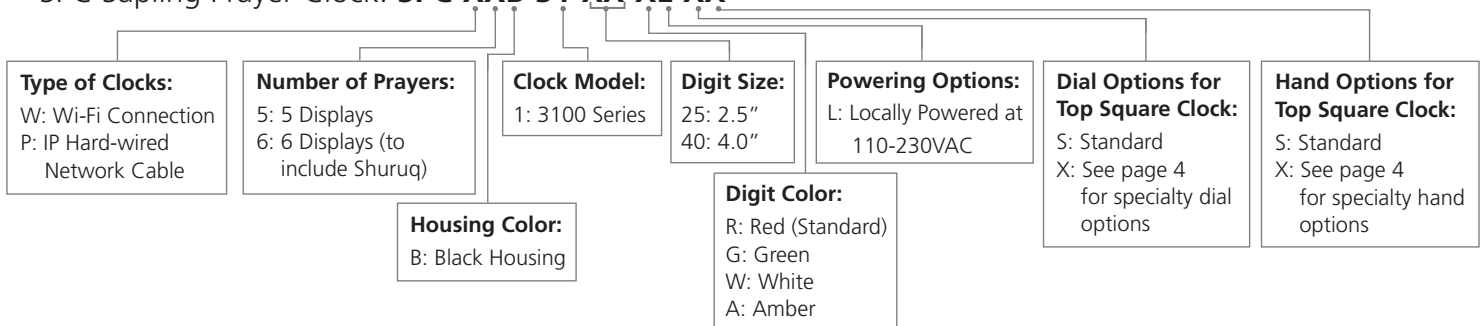 Type of Clocks:
W: Wi-Fi Connection
P: IP Hard-wired
Network Cable
Number of Prayers:
5: 5 Displays
6: 6 Displays (to
include Shuruq)
Housing Color:
B: Black Housing
Clock Model:
1: 3100 Series
Digit Size:
25: 2.5”
40: 4.0”
Digit Color:
R: Red (Standard)
G: Green
W: White
A: Amber
Powering Options:
L: Locally Powered at
110-230VAC
Dial Options for
Top Square Clock:
S: Standard
X: See page 4
for specialty dial
options
Hand Options for
Top Square Clock:
S: Standard
X: See page 4
for specialty hand
options